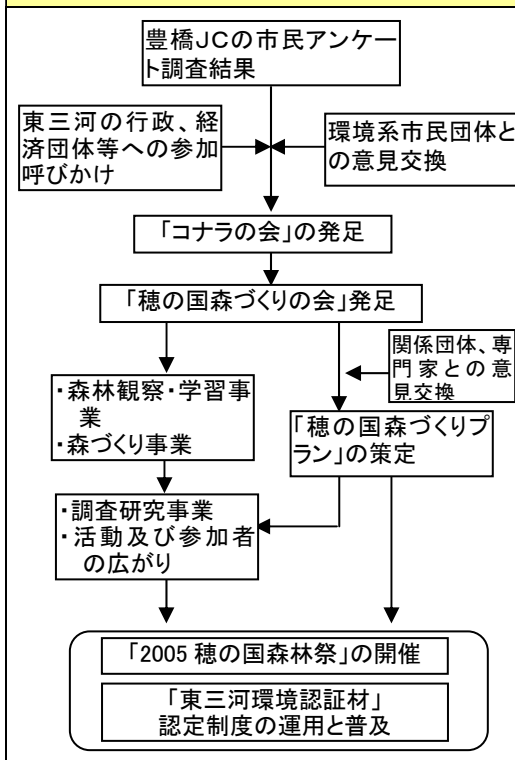 豊橋JCの市民アンケー
ト調査結果
東三河の行政、経
済団体等への参加
呼びかけ
環境系市民団体と
の意見交換
「コナラの会」の発足
「穂の国森づくりの会」発足
関係団体、専
門家との意
見交換
・森林観察・学習事
業
・森づくり事業
「穂の国森づくりプ
ラン」の策定
・調査研究事業
・活動及び参加者
の広がり
「2005 穂の国森林祭」の開催
「東三河環境認証材」
認定制度の運用と普及